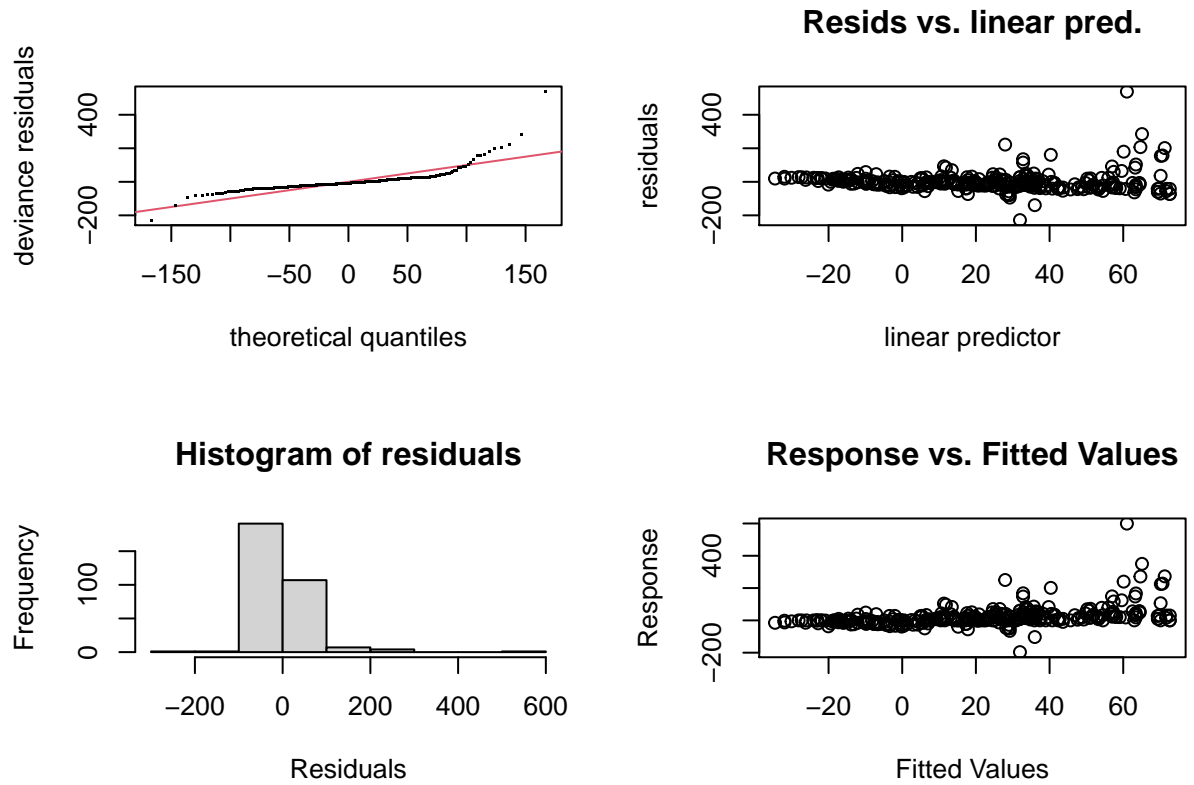 deviance residuals
−200
400
−150
−50
0
50
150
theoretical quantiles
Resids vs. linear pred.
residuals
−200
400
−20
0
20
40
60
linear predictor
Histogram of residuals
Frequency
0
100
−200
0
200
400
600
Residuals
Response vs. Fitted Values
Response
−200
400
−20
0
20
40
60
Fitted Values